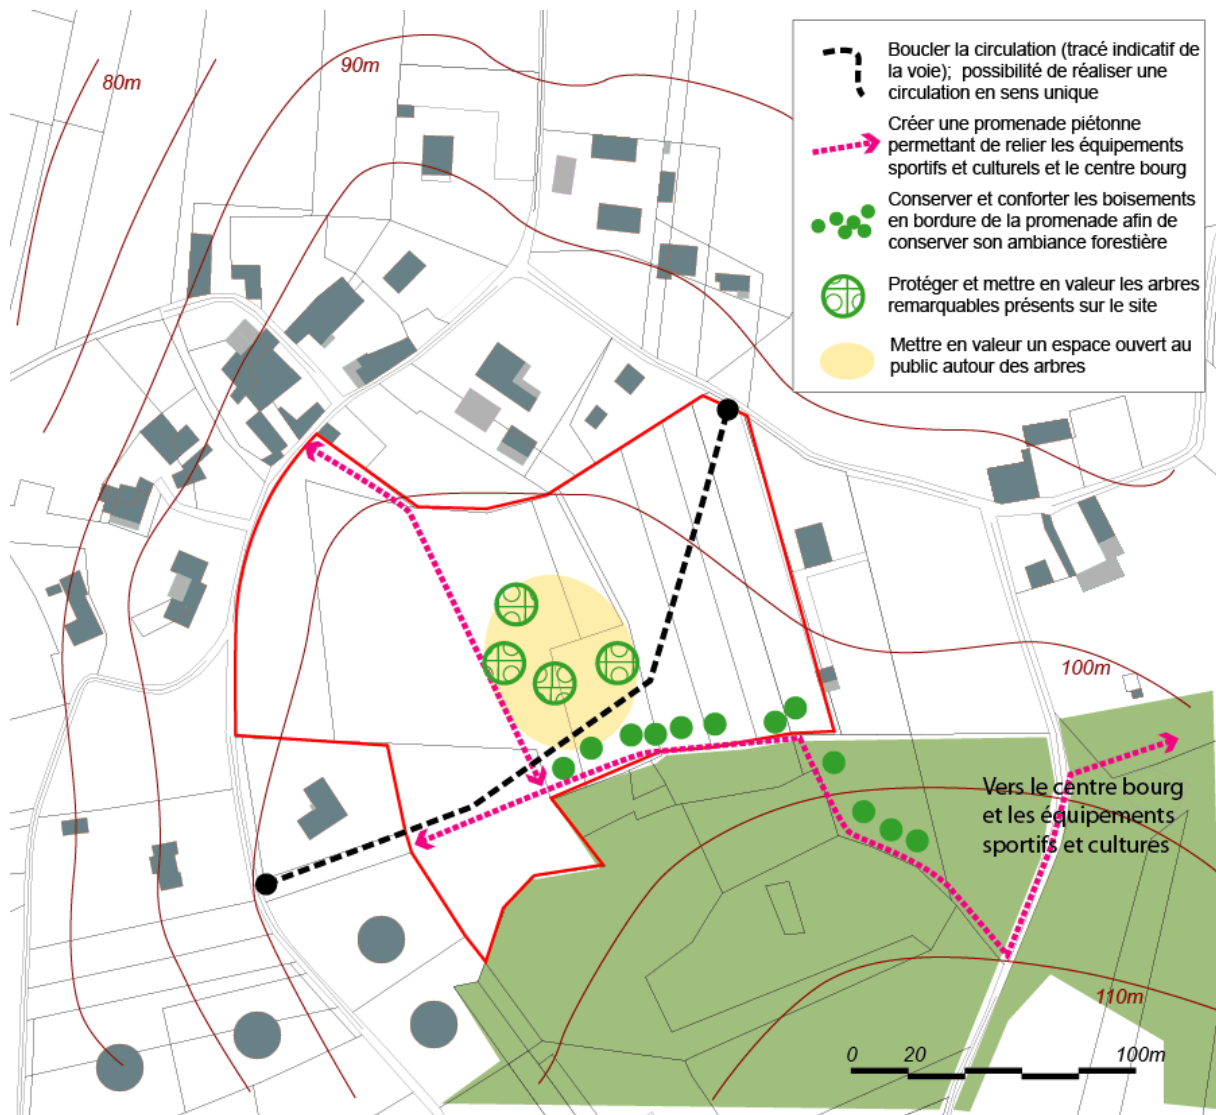 Boucler la circulation (tracé indicatif de
la voie); possibilité de réaliser une
circulation en sens unique
Créer une promenade piétonne
permettant de relier les équipements
sportifs et culturels et le centre bourg
Conserver et conforter les boisements
en bordure de la promenade afin de
conserver son ambiance forestière
Protéger et mettre en valeur les arbres
remarquables présents sur le site
Mettre en valeur un espace ouvert au
public autour des arbres
80m
90m
100m
Vers le centre bourg
et les équipements
sportifs et cultures
110m
0 20 100m